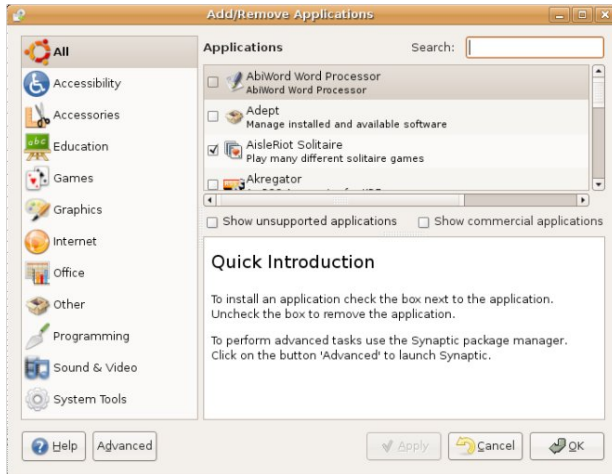 Add/Remove Applications
All
Accessibility
Accessories
abc
Education
Games
Graphics
Internet
Office
Other
Programming
Sound & Video
System Tools
Applications
Search:
AbiWord Word Processor
AbiWord Word Processor
Adept
Manage installed and available software
AisleRiot Solitaire
Play many different solitaire games
Akregator
Show unsupported applications
Show commercial applications
Quick Introduction
To install an application check the box next to the application.
Uncheck the box to remove the application.
To perform advanced tasks use the Synaptic package manager.
Click on the button 'Advanced' to launch Synaptic.
Help
Advanced
Apply
Cancel
OK